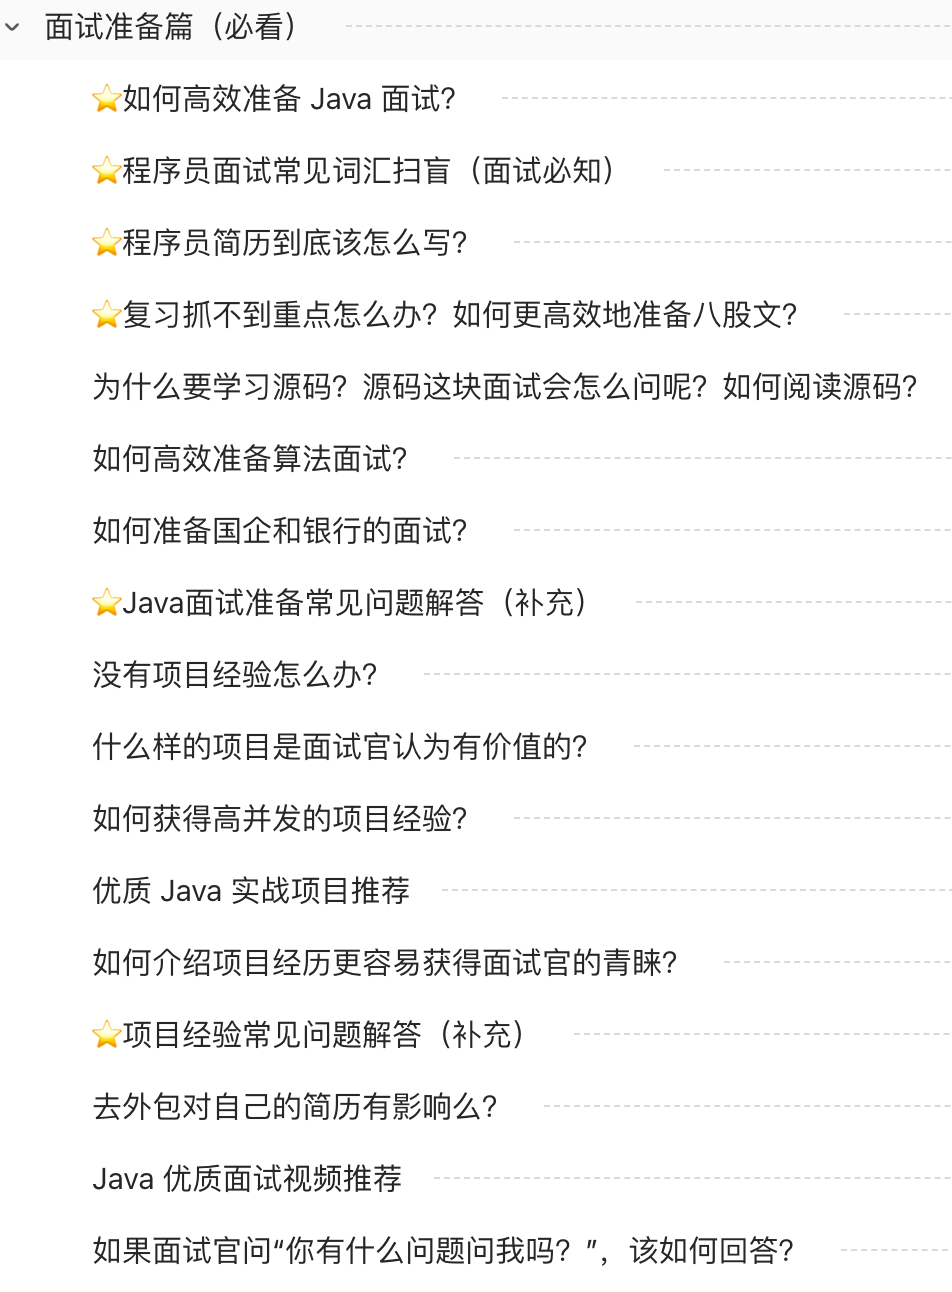 面试准备篇（必看）
⭐如何高效准备 Java 面试？
⭐程序员面试常见词汇扫盲（面试必知）
⭐程序员简历到底该怎么写？
⭐复习抓不到重点怎么办？如何更高效地准备八股文？
为什么要学习源码？源码这块面试会怎么问呢？如何阅读源码？
如何高效准备算法面试？
如何准备国企和银行的面试？
⭐Java面试准备常见问题解答（补充）
没有项目经验怎么办？
什么样的项目是面试官认为有价值的？
如何获得高并发的项目经验？
优质 Java 实战项目推荐
如何介绍项目经历更容易获得面试官的青睐？
⭐项目经验常见问题解答（补充）
去外包对自己的简历有影响么？
Java 优质面试视频推荐
如果面试官问“你有什么问题问我吗？”，该如何回答？